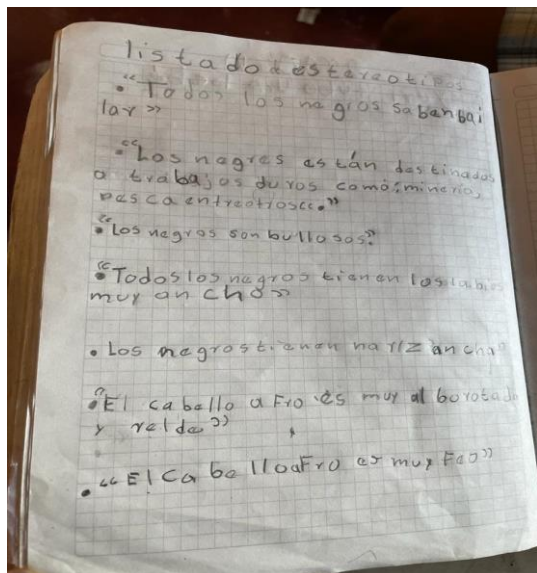 listado estereotipos
• "Todos los negros saben bai
lar"
• "Los negros están destinados
a trabajos duros como: minería,
pesca entre otros."
• "Los negros son bullosos."
• "Todos los negros tienen los labios
muy ancho"
• Los negros tienen nariz ancha
• "El cabello afro es muy alborotado
y relde"
• "El Cabello afro es muy Feo"